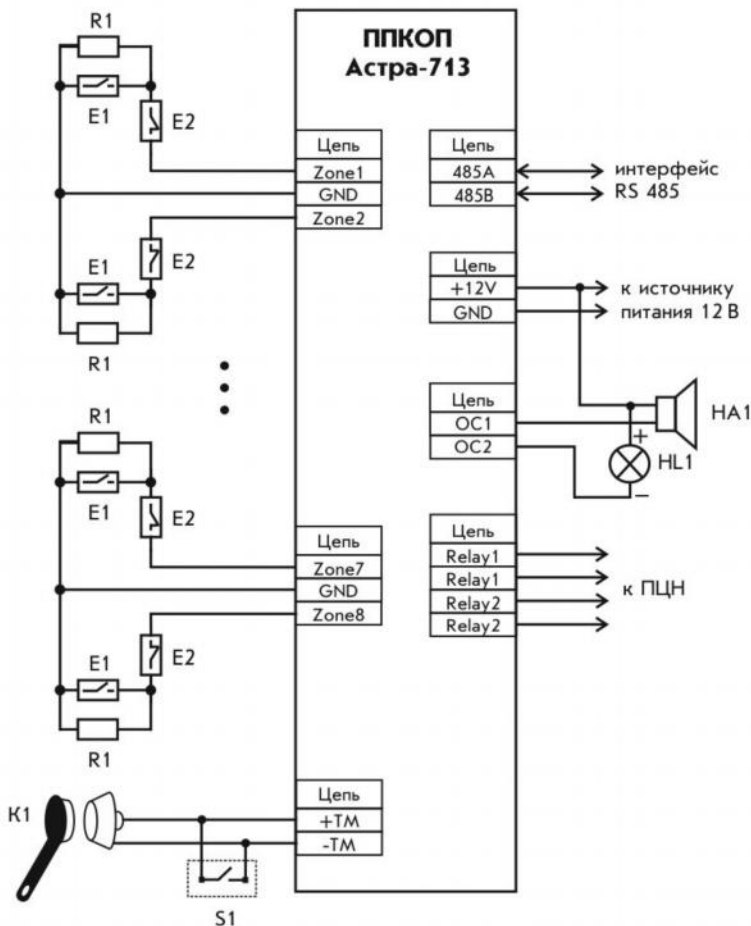 ППКОП
Астра-713
R1
E1
E2
Цепь
Zone1
GND
Zone2
E2
E1
R1
R1
E1
E2
Цепь
Zone7
GND
Zone8
E2
E1
R1
K1
Цепь
+TM
-TM
S1
Цепь
485A
485B
интерфейс
RS 485
Цепь
+12V
GND
к источнику
питания 12 В
Цепь
OC1
OC2
+
HA1
HL1
−
Цепь
Relay1
Relay1
Relay2
Relay2
к ПЦН